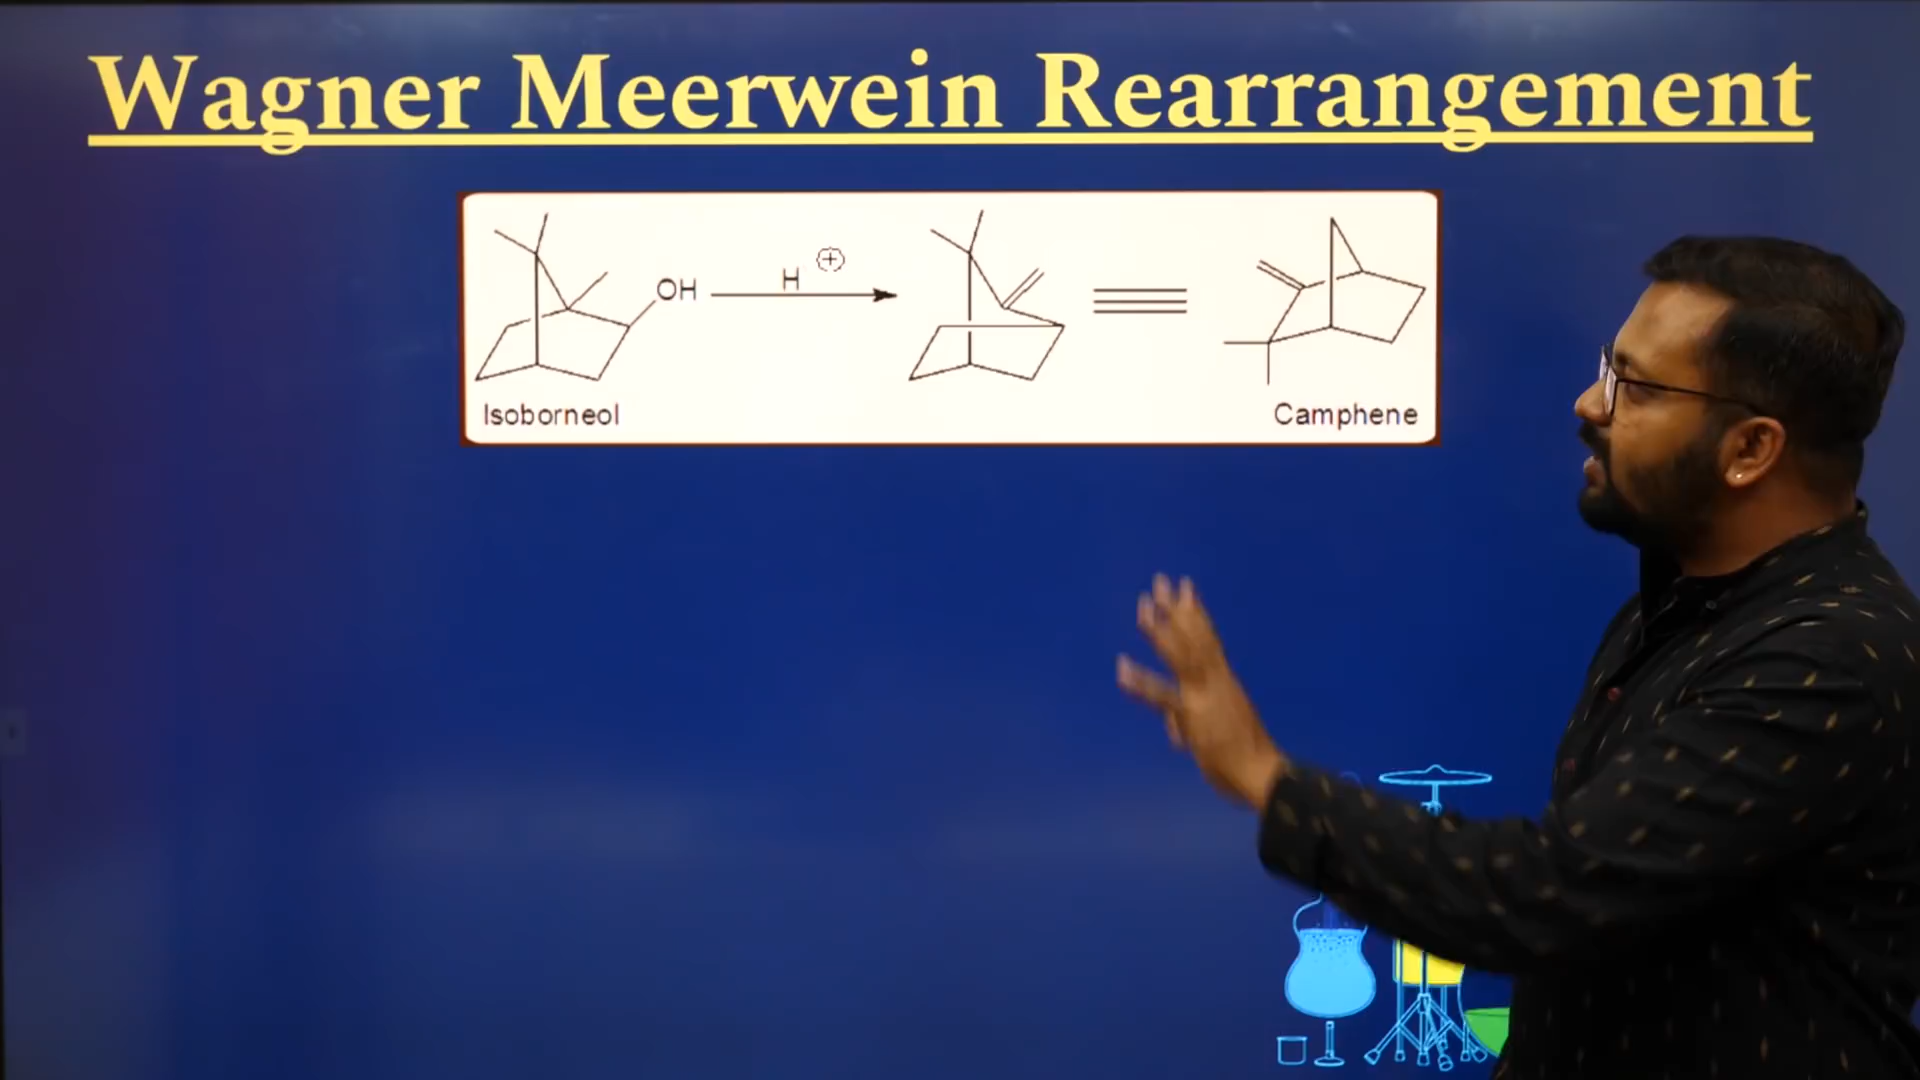 Wagner Meerwein Rearrangement
OH
H ⊕
Isoborneol
Camphene